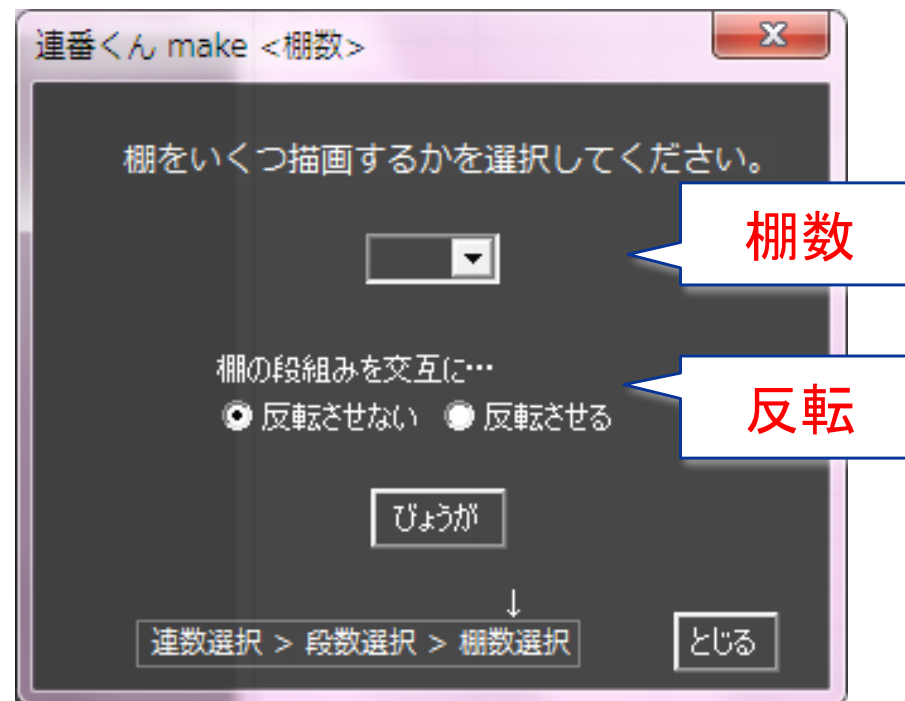 連番くん make <棚数>
棚をいくつ描画するかを選択してください。
棚数
棚の段組みを交互に…
反転させない 反転させる
反転
びょうが
↓
連数選択 > 段数選択 > 棚数選択
とじる